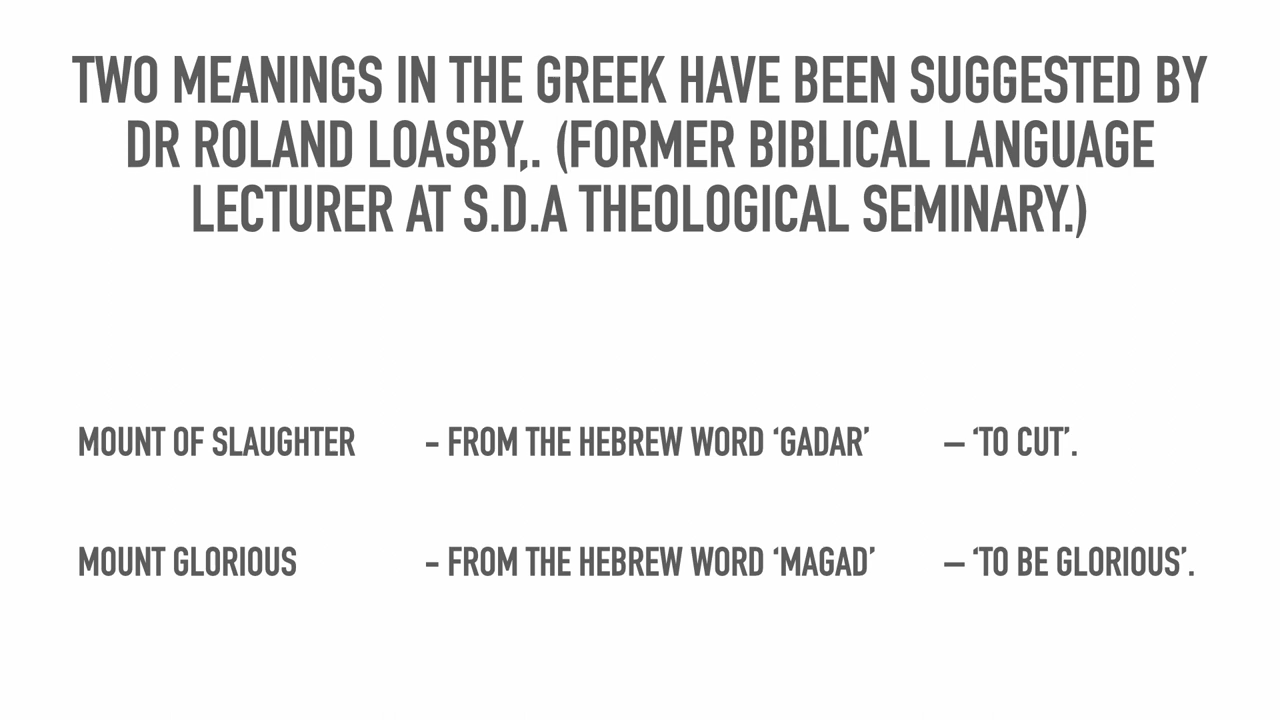 TWO MEANINGS IN THE GREEK HAVE BEEN SUGGESTED BY
DR ROLAND LOASBY,. (FORMER BIBLICAL LANGUAGE
LECTURER AT S.D.A THEOLOGICAL SEMINARY.)
MOUNT OF SLAUGHTER - FROM THE HEBREW WORD ‘GADAR’ – ‘TO CUT’.
MOUNT GLORIOUS - FROM THE HEBREW WORD ‘MAGAD’ – ‘TO BE GLORIOUS’.